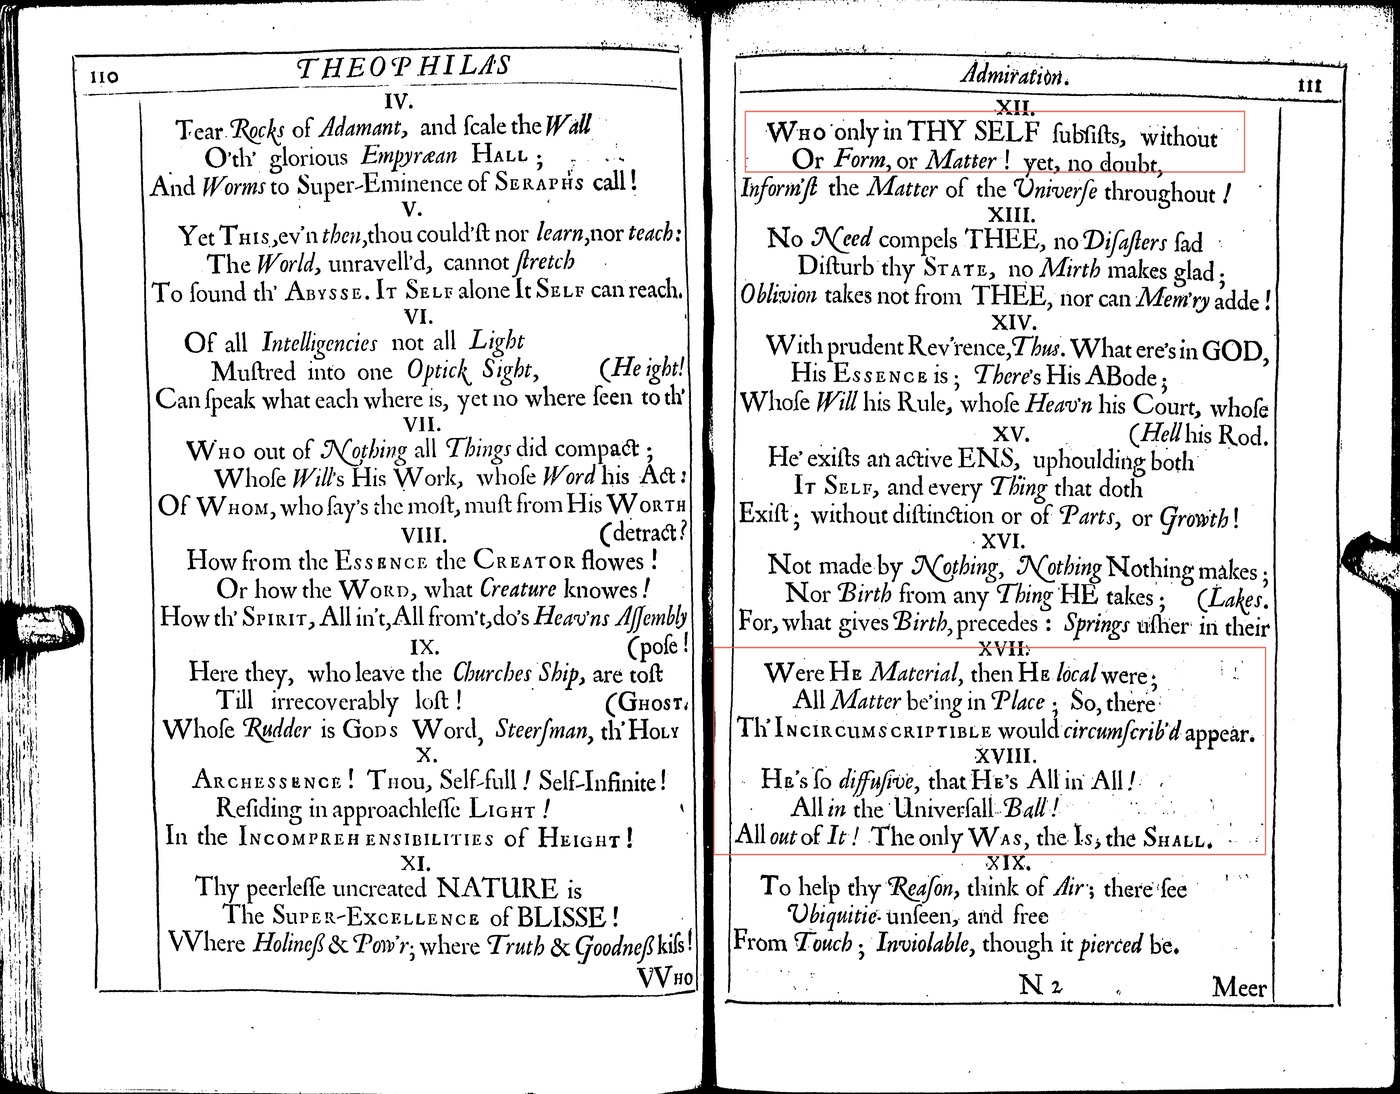 110 THEOPHILAS
IV.
Tear Rocks of Adamant, and ſcale the Wall
O'th' glorious Empyræan HALL ;
And Worms to Super-Eminence of SERAPHS call!
V.
Yet THIS,ev'n then,thou could'ſt nor learn,nor teach:
The World, unravell'd, cannot ſtretch
To ſound th' ABYSSE. IT SELF alone It SELF can reach.
VI.
Of all Intelligencies not all Light
Muſtred into one Optick Sight, (He ight!
Can ſpeak what each where is, yet no where ſeen to th'
VII.
WHO out of Nothing all Things did compact ;
Whoſe Will's His Work, whoſe Word his Act :
Of WHOM, who ſay's the moſt, muſt from His WORTH
VIII. (detract?
How from the ESSENCE the CREATOR flowes !
Or how the WORD, what Creature knowes !
How th' SPIRIT, All in't,All from't,do's Heav'ns Aſſembly
IX. (poſe !
Here they, who leave the Churches Ship, are toſt
Till irrecoverably loſt ! (GHOST.
Whoſe Rudder is GODS Word, Steerſman, th' HOLY
X.
ARCHESSENCE ! THOU, Self-full ! Self-Infinite!
Reſiding in approachleſſe LIGHT !
In the INCOMPREHENSIBILITIES of HEIGHT !
XI.
Thy peerleſſe uncreated NATURE is
The SUPER-EXCELLENCE of BLISSE !
Where Holineß & Pow'r; where Truth & Goodneß kiſs!
WHO
Admiration. 111
XII.
WHO only in THY SELF ſubſiſts, without
Or Form, or Matter ! yet, no doubt,
Inform'ſt the Matter of the Univerſe throughout !
XIII.
No Need compels THEE, no Diſaſters ſad
Diſturb thy STATE, no Mirth makes glad ;
Oblivion takes not from THEE, nor can Mem'ry adde !
XIV.
With prudent Rev'rence,Thus. What ere's in GOD,
His ESSENCE is ; There's His ABode ;
Whoſe Will his Rule, whoſe Heav'n his Court, whoſe
XV. (Hell his Rod.
He' exiſts an active ENS, uphoulding both
IT SELF, and every Thing that doth
Exiſt ; without diſtinction or of Parts, or Growth !
XVI.
Not made by Nothing, Nothing Nothing makes ;
Nor Birth from any Thing HE takes ; (Lakes.
For, what gives Birth, precedes : Springs uſher in their
XVII.
Were HE Material, then HE local were ;
All Matter be'ing in Place ; So, there
Th' INCIRCUMSCRIPTIBLE would circumſcrib'd appear.
XVIII.
HE's ſo diffuſive, that HE's All in All !
All in the Univerſall Ball !
All out of It ! The only WAS, the Is, the SHALL.
XIX.
To help thy Reaſon, think of Air ; there ſee
Ubiquitie unſeen, and free
From Touch ; Inviolable, though it pierced be.
N 2 Meer